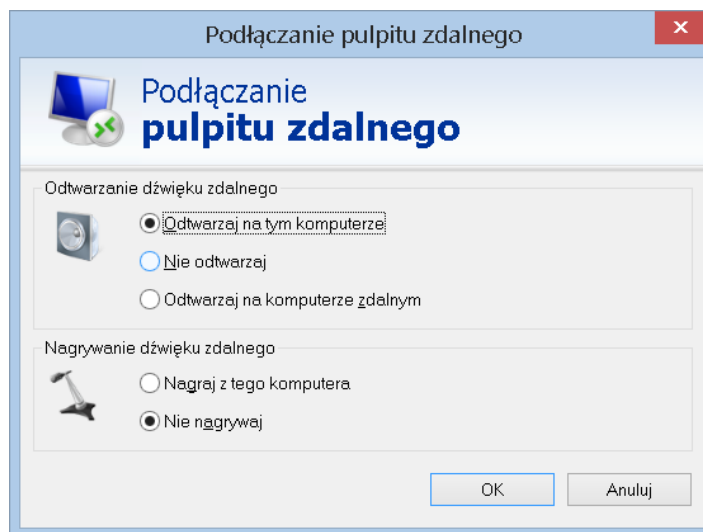 Podłączanie pulpitu zdalnego
x
Podłączanie
pulpitu zdalnego
Odtwarzanie dźwięku zdalnego
Odtwarzaj na tym komputerze
Nie odtwarzaj
Odtwarzaj na komputerze zdalnym
Nagrywanie dźwięku zdalnego
Nagraj z tego komputera
Nie nagrywaj
OK
Anuluj